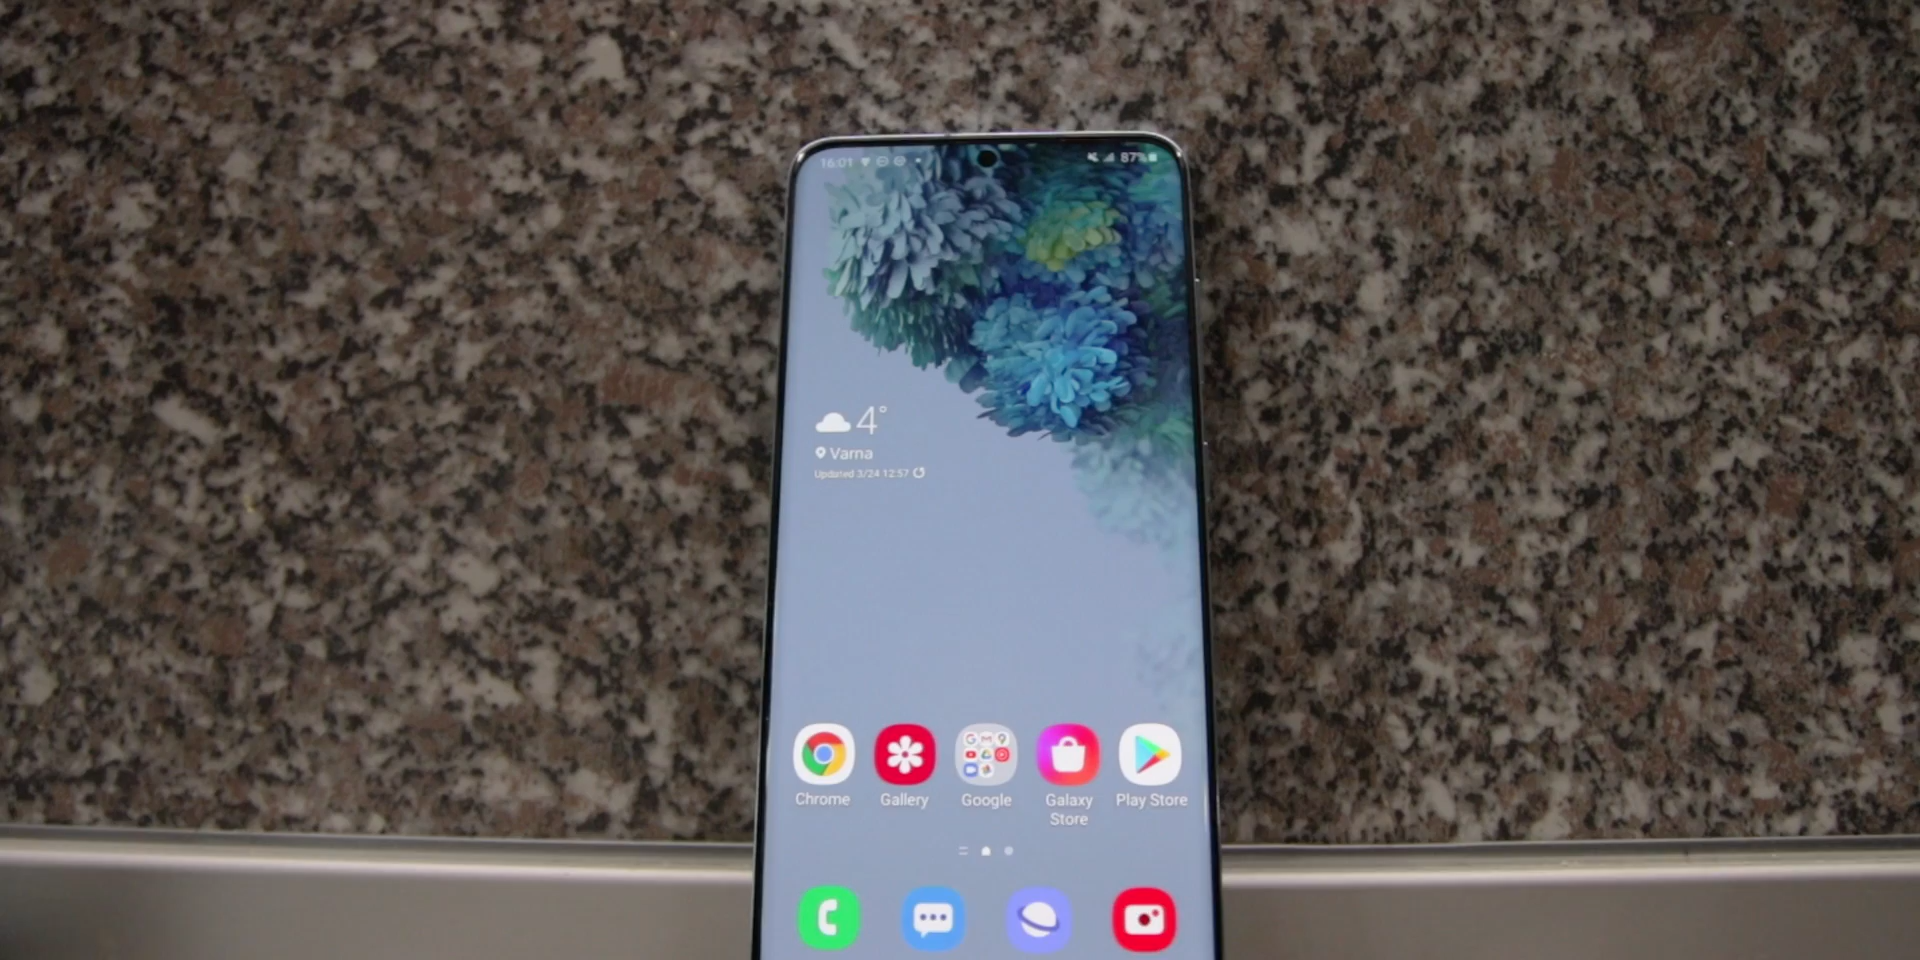 16:01 87%
4°
Varna
Updated 3/24 12:57
Chrome Gallery Google Galaxy Store Play Store